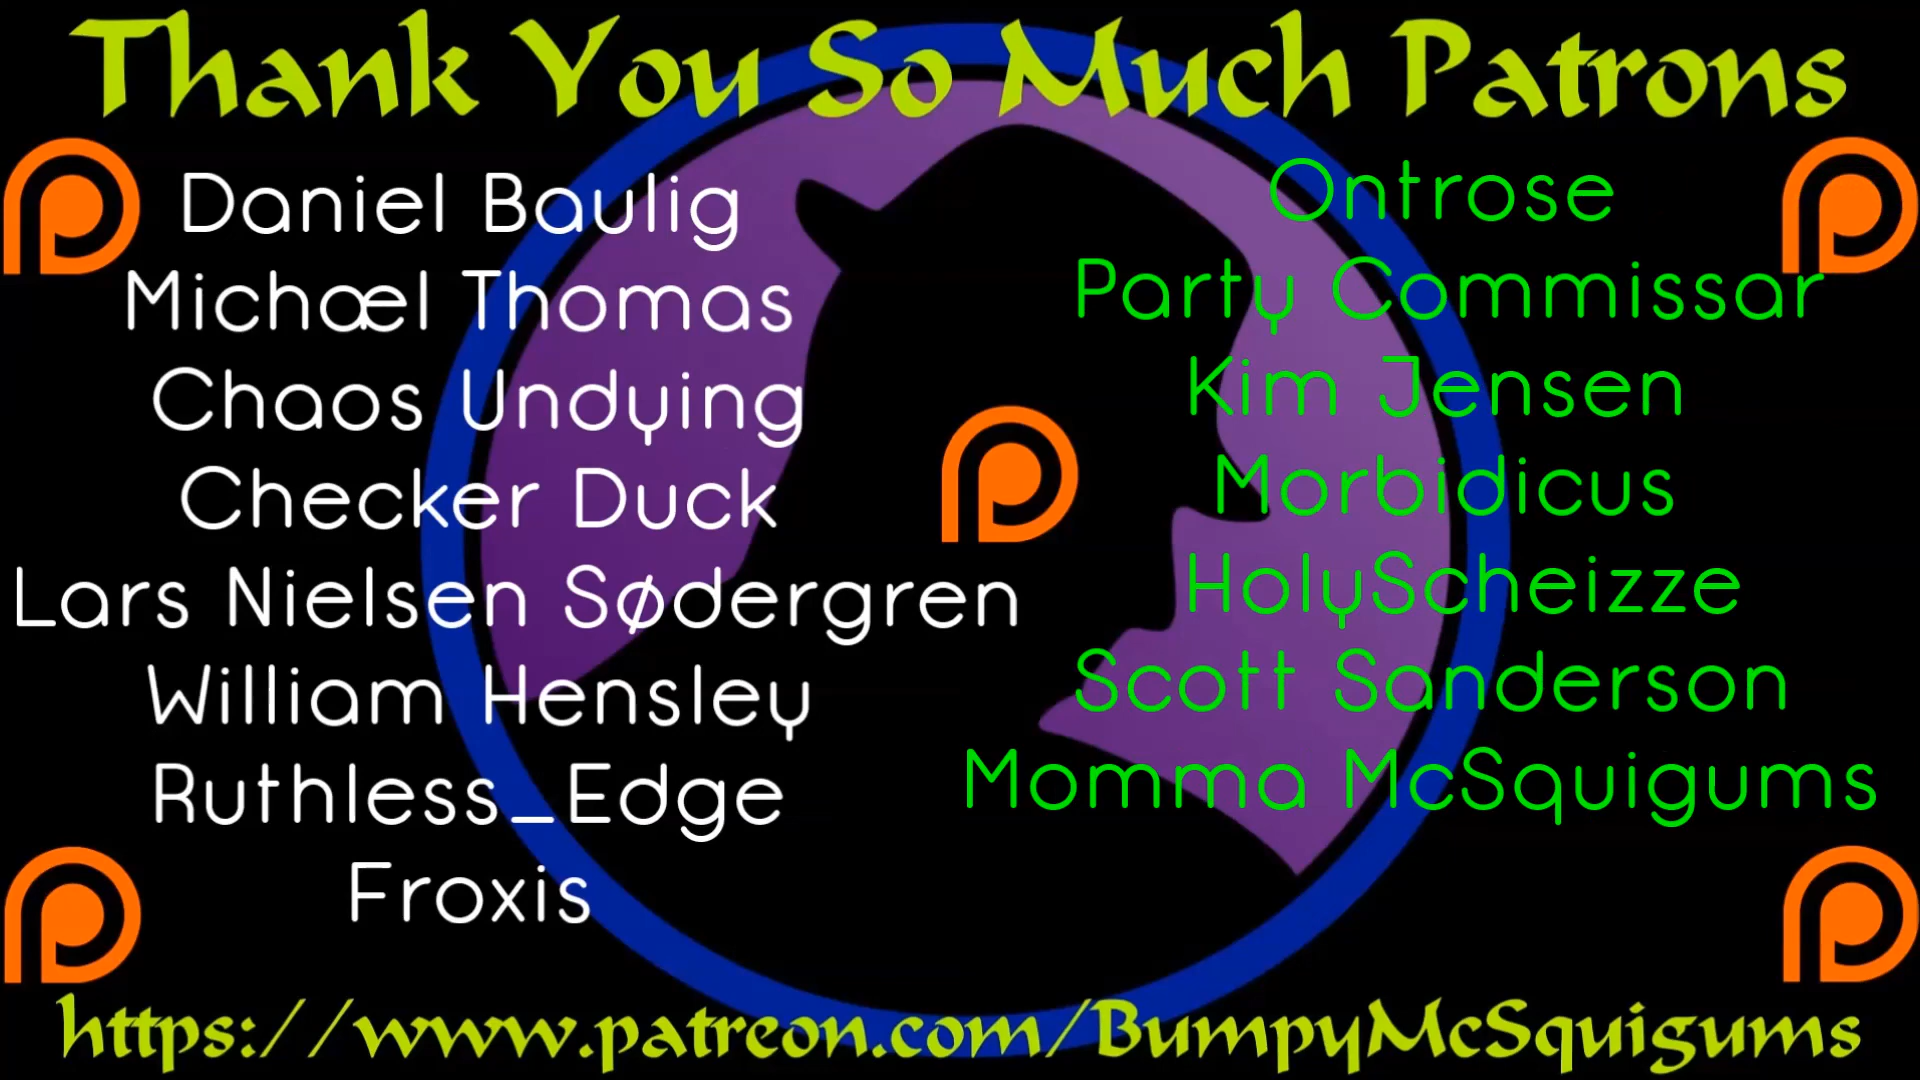 Thank You So Much Patrons
Daniel Baulig
Michæl Thomas
Chaos Undying
Checker Duck
Lars Nielsen Sødergren
William Hensley
Ruthless_Edge
Froxis
Ontrose
Party Commissar
Kim Jensen
Morbidicus
HolyScheizze
Scott Sanderson
Momma McSquigums
https://www.patreon.com/BumpyMcSquigums